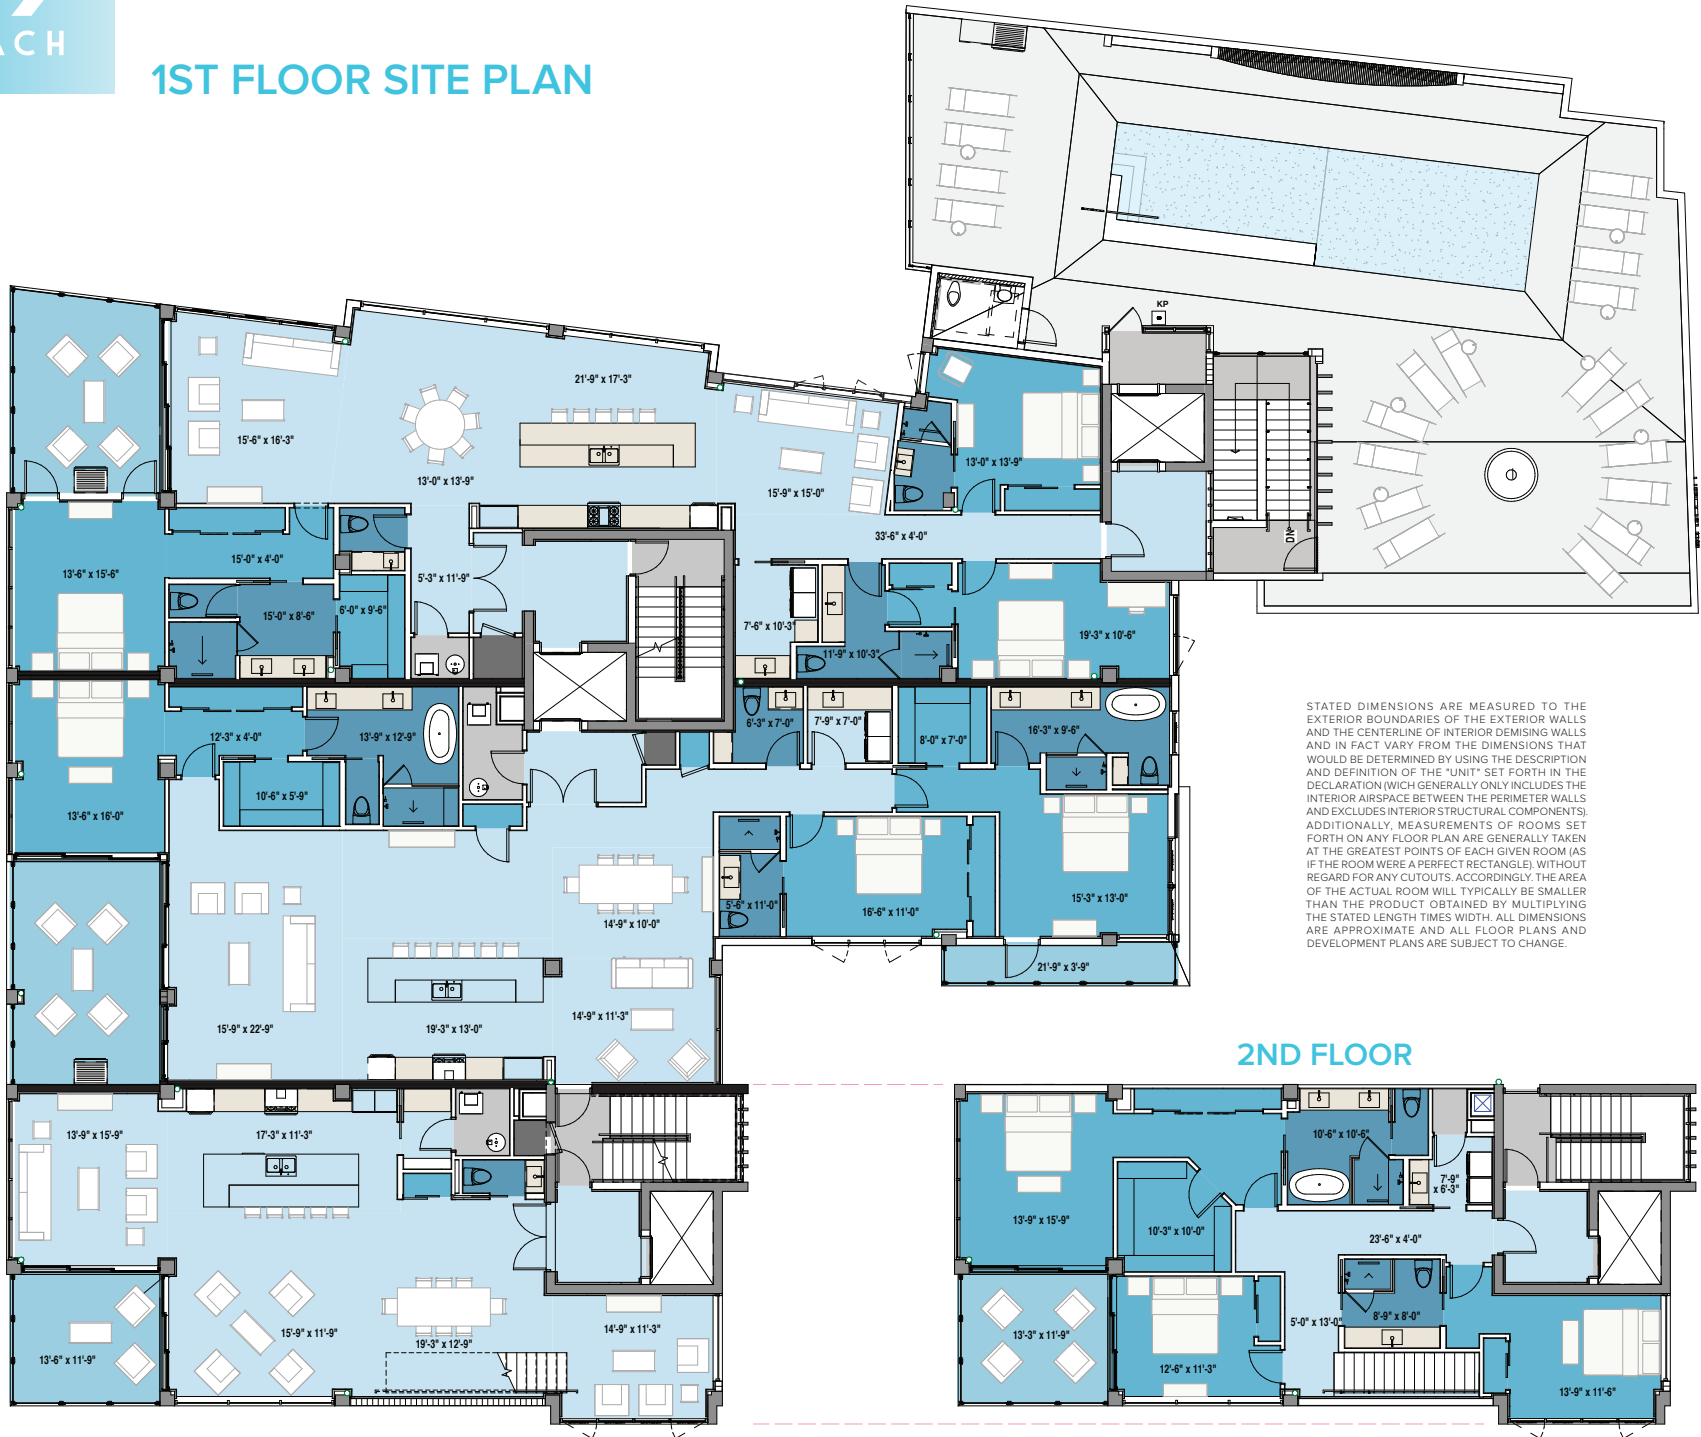 ACH
1ST FLOOR SITE PLAN
KP
21'-9" x 17'-3"
15'-6" x 16'-3"
13'-0" x 13'-9"
13'-0" x 13'-9"
15'-9" x 15'-0"
33'-6" x 4'-0"
DN
15'-0" x 4'-0"
13'-6" x 15'-6"
5'-3" x 11'-9"
6'-0" x 9'-6"
15'-0" x 8'-6"
7'-6" x 10'-3"
19'-3" x 10'-6"
11'-9" x 10'-3"
6'-3" x 7'-0"
7'-9" x 7'-0"
16'-3" x 9'-6"
12'-3" x 4'-0"
13'-9" x 12'-9"
8'-0" x 7'-0"
10'-6" x 5'-9"
13'-6" x 16'-0"
15'-3" x 13'-0"
5'-6" x 11'-0"
16'-6" x 11'-0"
14'-9" x 10'-0"
21'-9" x 3'-9"
14'-9" x 11'-3"
15'-9" x 22'-9"
19'-3" x 13'-0"
STATED DIMENSIONS ARE MEASURED TO THE
EXTERIOR BOUNDARIES OF THE EXTERIOR WALLS
AND THE CENTERLINE OF INTERIOR DEMISING WALLS
AND IN FACT VARY FROM THE DIMENSIONS THAT
WOULD BE DETERMINED BY USING THE DESCRIPTION
AND DEFINITION OF THE "UNIT" SET FORTH IN THE
DECLARATION (WICH GENERALLY ONLY INCLUDES THE
INTERIOR AIRSPACE BETWEEN THE PERIMETER WALLS
AND EXCLUDES INTERIOR STRUCTURAL COMPONENTS).
ADDITIONALLY, MEASUREMENTS OF ROOMS SET
FORTH ON ANY FLOOR PLAN ARE GENERALLY TAKEN
AT THE GREATEST POINTS OF EACH GIVEN ROOM (AS
IF THE ROOM WERE A PERFECT RECTANGLE). WITHOUT
REGARD FOR ANY CUTOUTS. ACCORDINGLY. THE AREA
OF THE ACTUAL ROOM WILL TYPICALLY BE SMALLER
THAN THE PRODUCT OBTAINED BY MULTIPLYING
THE STATED LENGTH TIMES WIDTH. ALL DIMENSIONS
ARE APPROXIMATE AND ALL FLOOR PLANS AND
DEVELOPMENT PLANS ARE SUBJECT TO CHANGE.
13'-9" x 15'-9"
17'-3" x 11'-3"
15'-9" x 11'-9"
19'-3" x 12'-9"
14'-9" x 11'-3"
13'-6" x 11'-9"
2ND FLOOR
10'-6" x 10'-6"
7'-9"
x 6'-3"
13'-9" x 15'-9"
10'-3" x 10'-0"
23'-6" x 4'-0"
13'-3" x 11'-9"
5'-0" x 13'-0"
8'-9" x 8'-0"
12'-6" x 11'-3"
13'-9" x 11'-6"